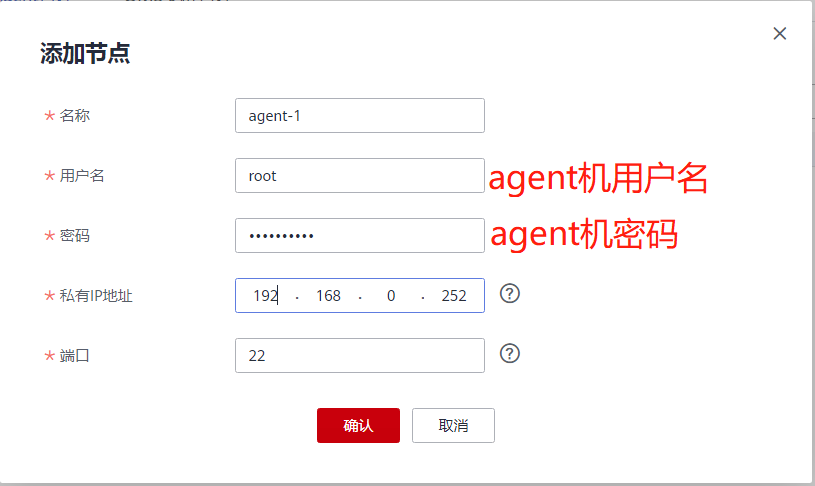 添加节点
* 名称 agent-1
* 用户名 root agent机用户名
* 密码 •••••••••• agent机密码
* 私有IP地址 192 . 168 . 0 . 252 ?
* 端口 22 ?
确认 取消